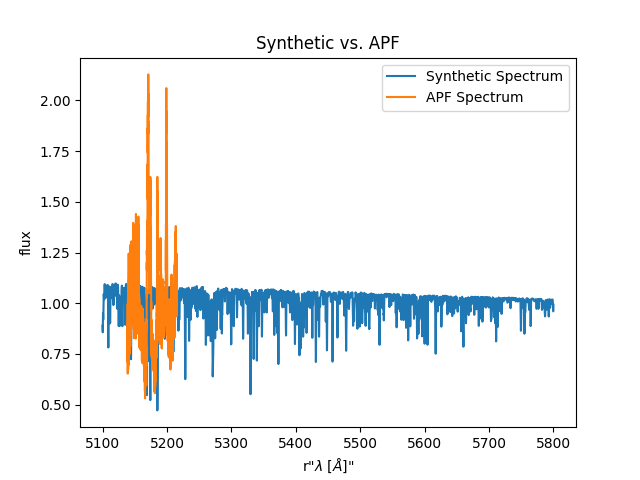 Synthetic vs. APF
Synthetic Spectrum
APF Spectrum
2.00
1.75
1.50
1.25
1.00
0.75
0.50
flux
5100 5200 5300 5400 5500 5600 5700 5800
r"λ [Å]"